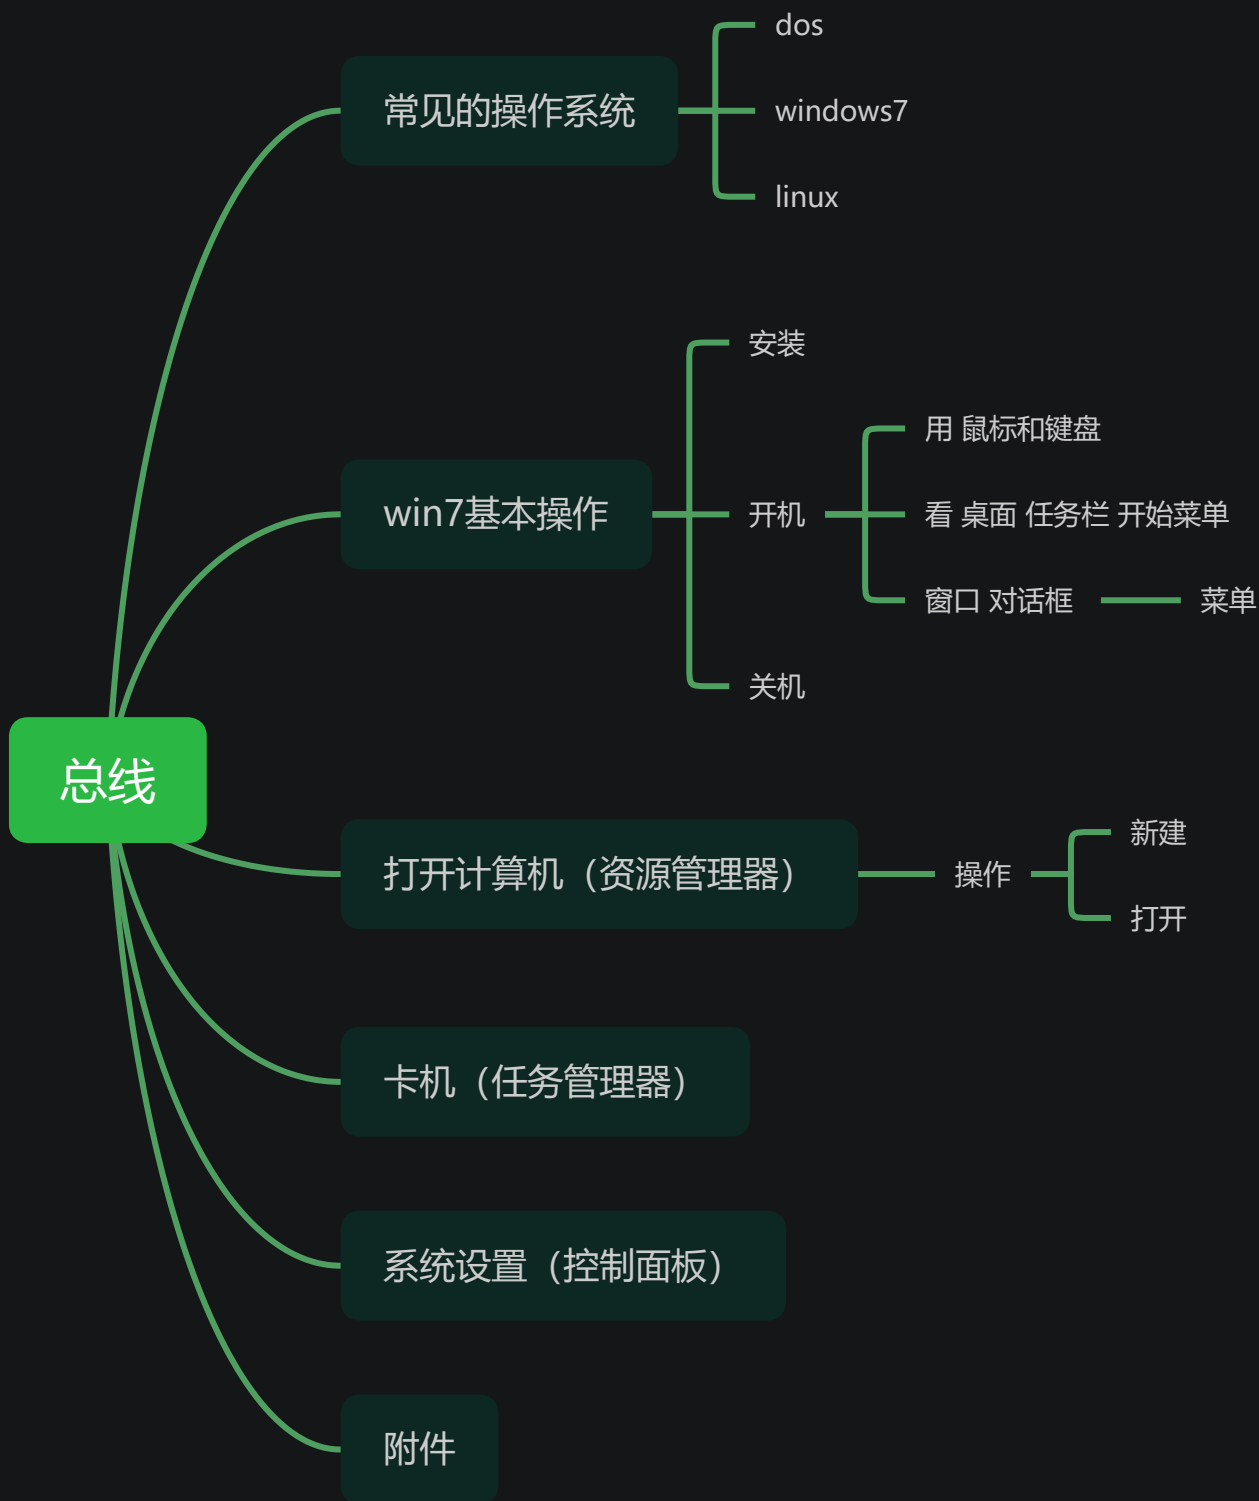 总线
常见的操作系统
dos
windows7
linux
win7基本操作
安装
开机
用 鼠标和键盘
看 桌面 任务栏 开始菜单
窗口 对话框
菜单
关机
打开计算机（资源管理器）
操作
新建
打开
卡机（任务管理器）
系统设置（控制面板）
附件